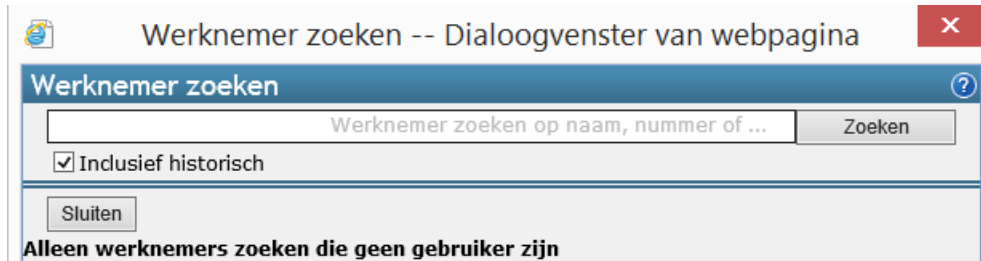 Werknemer zoeken -- Dialoogvenster van webpagina
Werknemer zoeken
Werknemer zoeken op naam, nummer of ...
Zoeken
Inclusief historisch
Sluiten
Alleen werknemers zoeken die geen gebruiker zijn